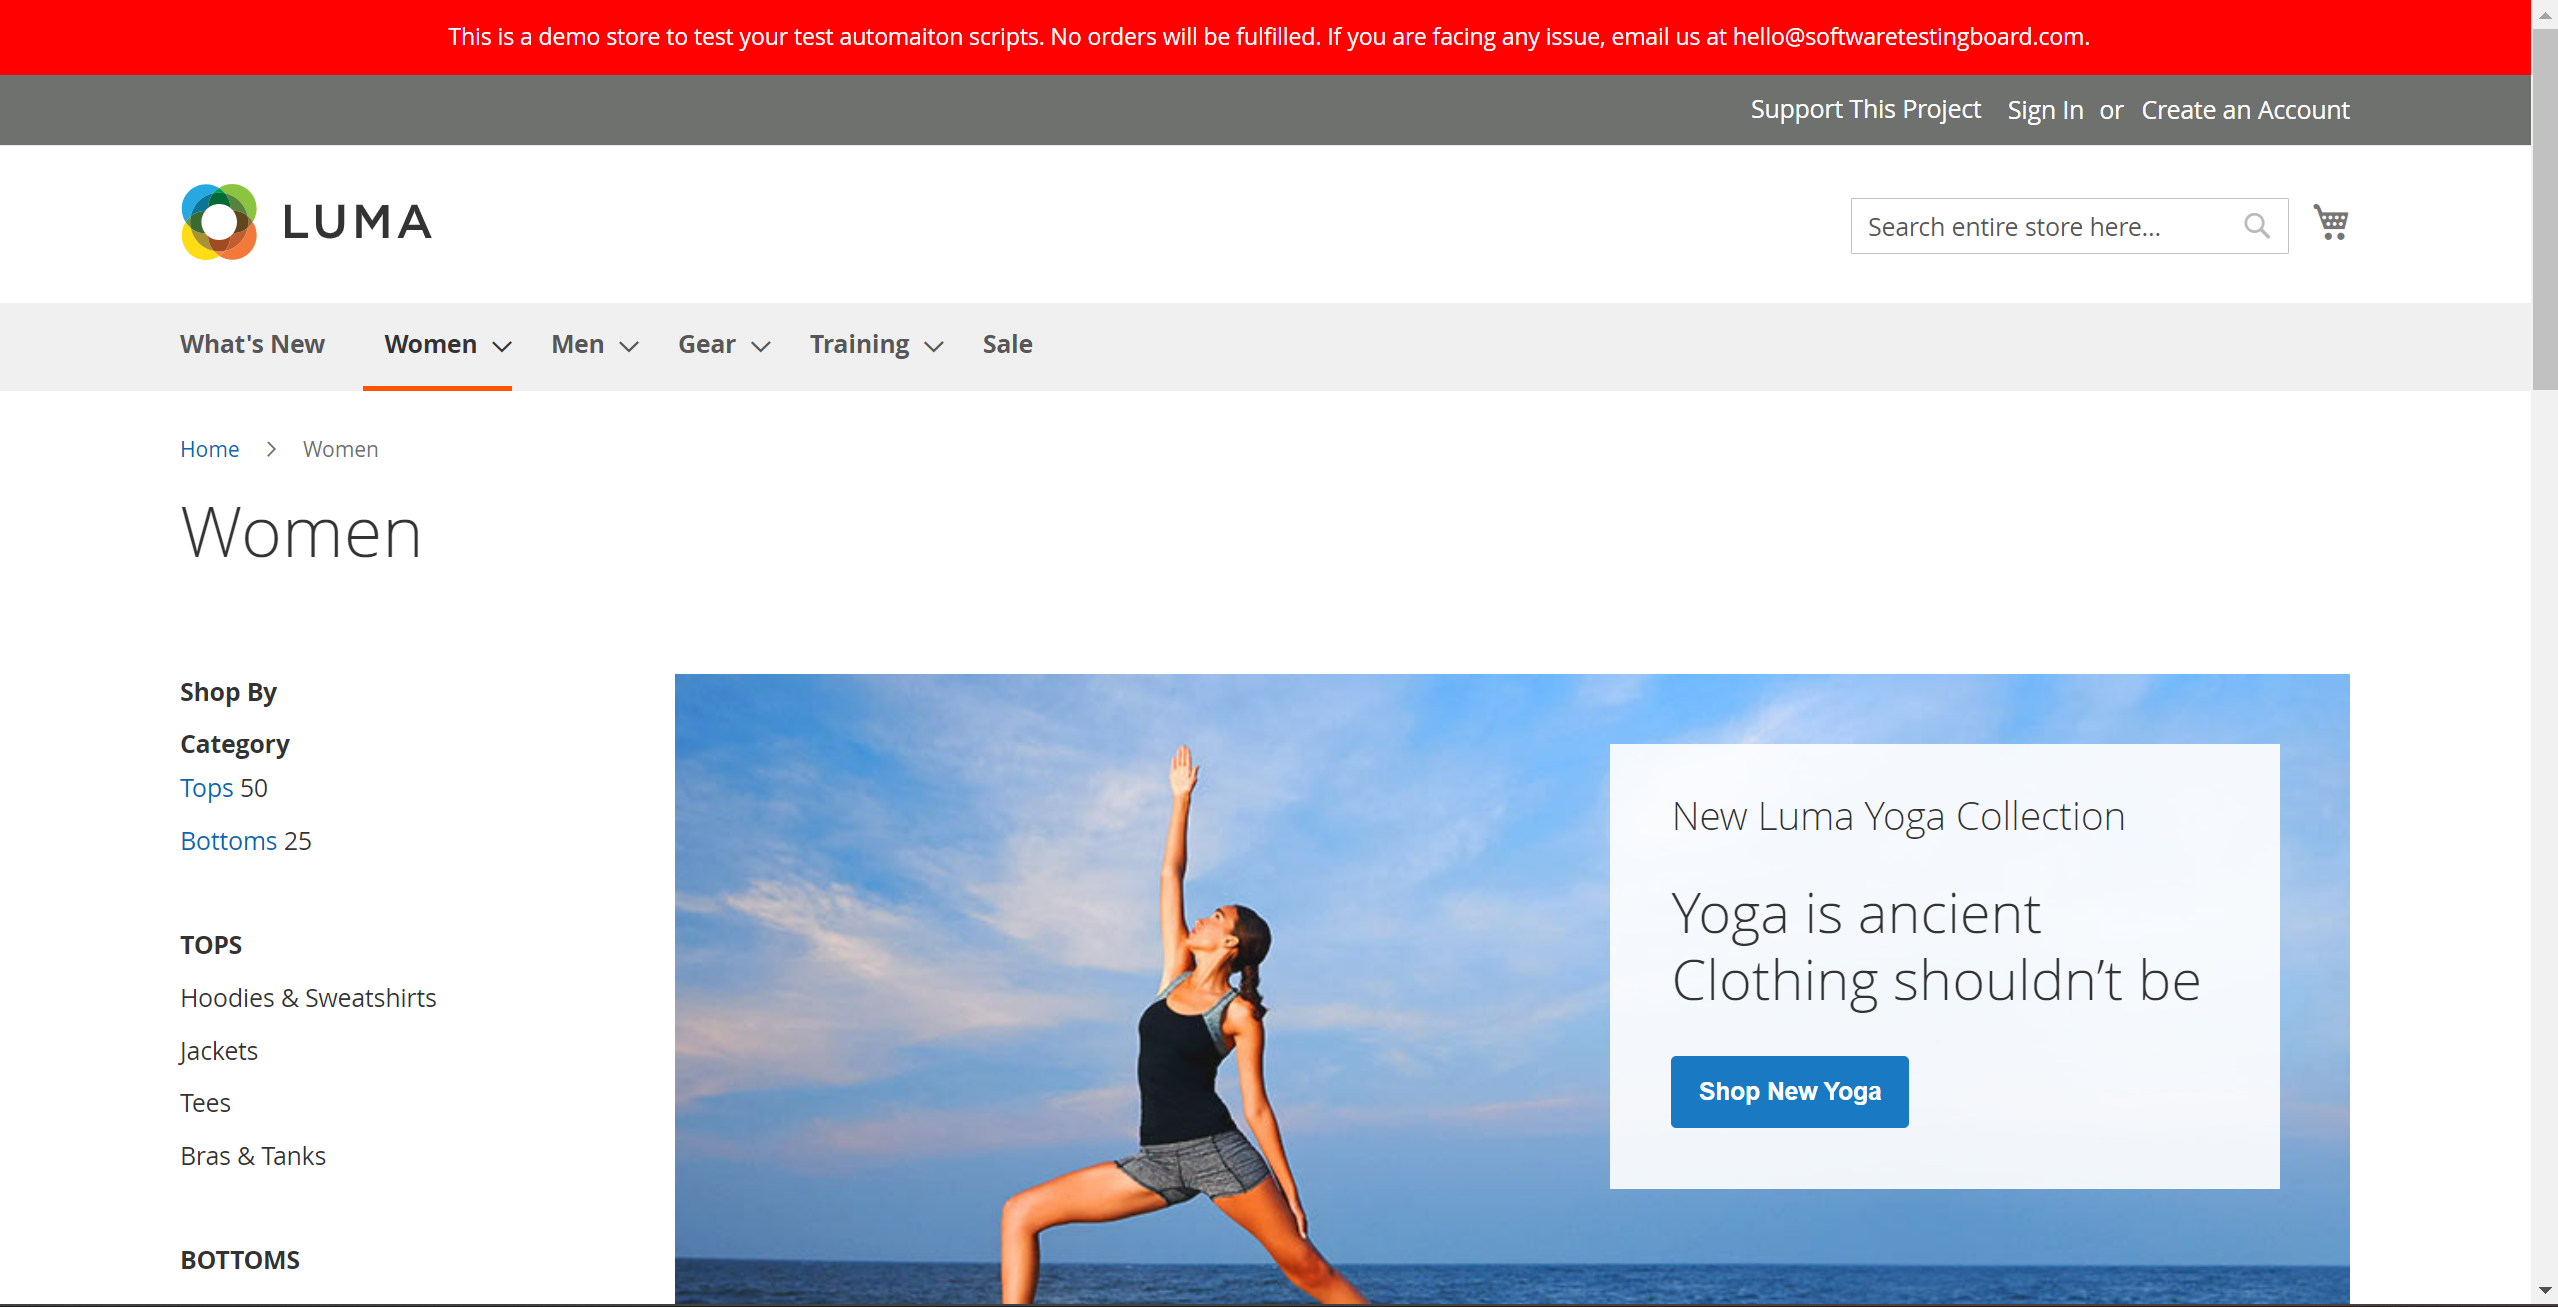 This is a demo store to test your test automaiton scripts. No orders will be fulfilled. If you are facing any issue, email us at hello@softwaretestingboard.com.
Support This Project Sign In or Create an Account
LUMA
Search entire store here...
What's New Women Men Gear Training Sale
Home Women
Women
Shop By
Category
Tops 50
Bottoms 25
TOPS
Hoodies & Sweatshirts
Jackets
Tees
Bras & Tanks
BOTTOMS
New Luma Yoga Collection
Yoga is ancient
Clothing shouldn’t be
Shop New Yoga